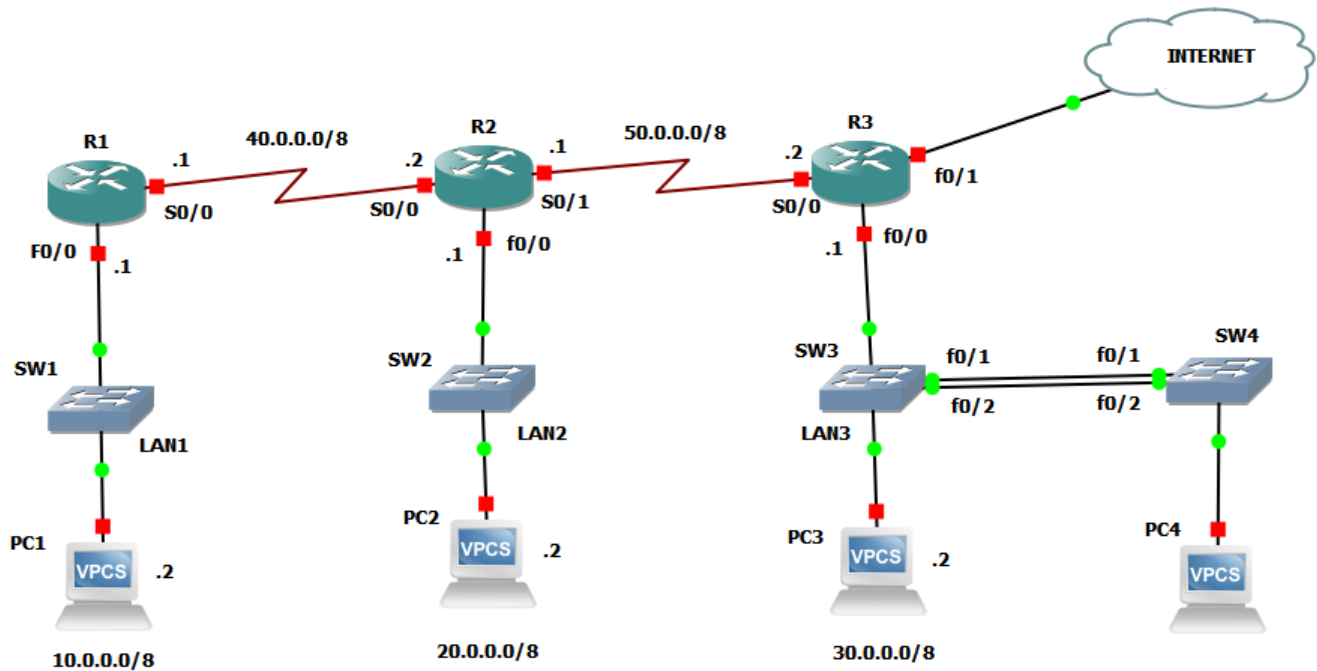 INTERNET
R1
.1
40.0.0.0/8
R2
.2
.1
50.0.0.0/8
R3
.2
f0/1
S0/0
S0/0
S0/1
S0/0
F0/0
.1
.1
f0/0
.1
f0/0
SW1
LAN1
SW2
LAN2
SW3
LAN3
f0/1
f0/2
f0/1
f0/2
SW4
PC1
VPCS
.2
PC2
VPCS
.2
PC3
VPCS
.2
PC4
VPCS
10.0.0.0/8
20.0.0.0/8
30.0.0.0/8